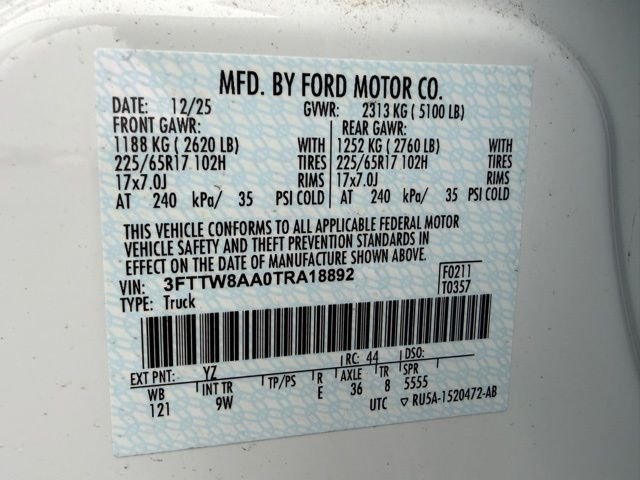 MFD. BY FORD MOTOR CO.
DATE: 12/25 GVWR: 2313 KG ( 5100 LB)
FRONT GAWR: REAR GAWR:
1188 KG ( 2620 LB) WITH 1252 KG ( 2760 LB) WITH
225/65R17 102H TIRES 225/65R17 102H TIRES
17x7.0J RIMS 17x7.0J RIMS
AT 240 kPa/ 35 PSI COLD AT 240 kPa/ 35 PSI COLD
THIS VEHICLE CONFORMS TO ALL APPLICABLE FEDERAL MOTOR
VEHICLE SAFETY AND THEFT PREVENTION STANDARDS IN
EFFECT ON THE DATE OF MANUFACTURE SHOWN ABOVE.
VIN: 3FTTW8AA0TRA18892 F0211
TYPE: Truck T0357
EXT PNT: YZ RC: 44 DSO:
WB INT TR TP/PS R AXLE TR SPR
121 9W E 36 8 5555
UTC ▽ RU5A-1520472-AB